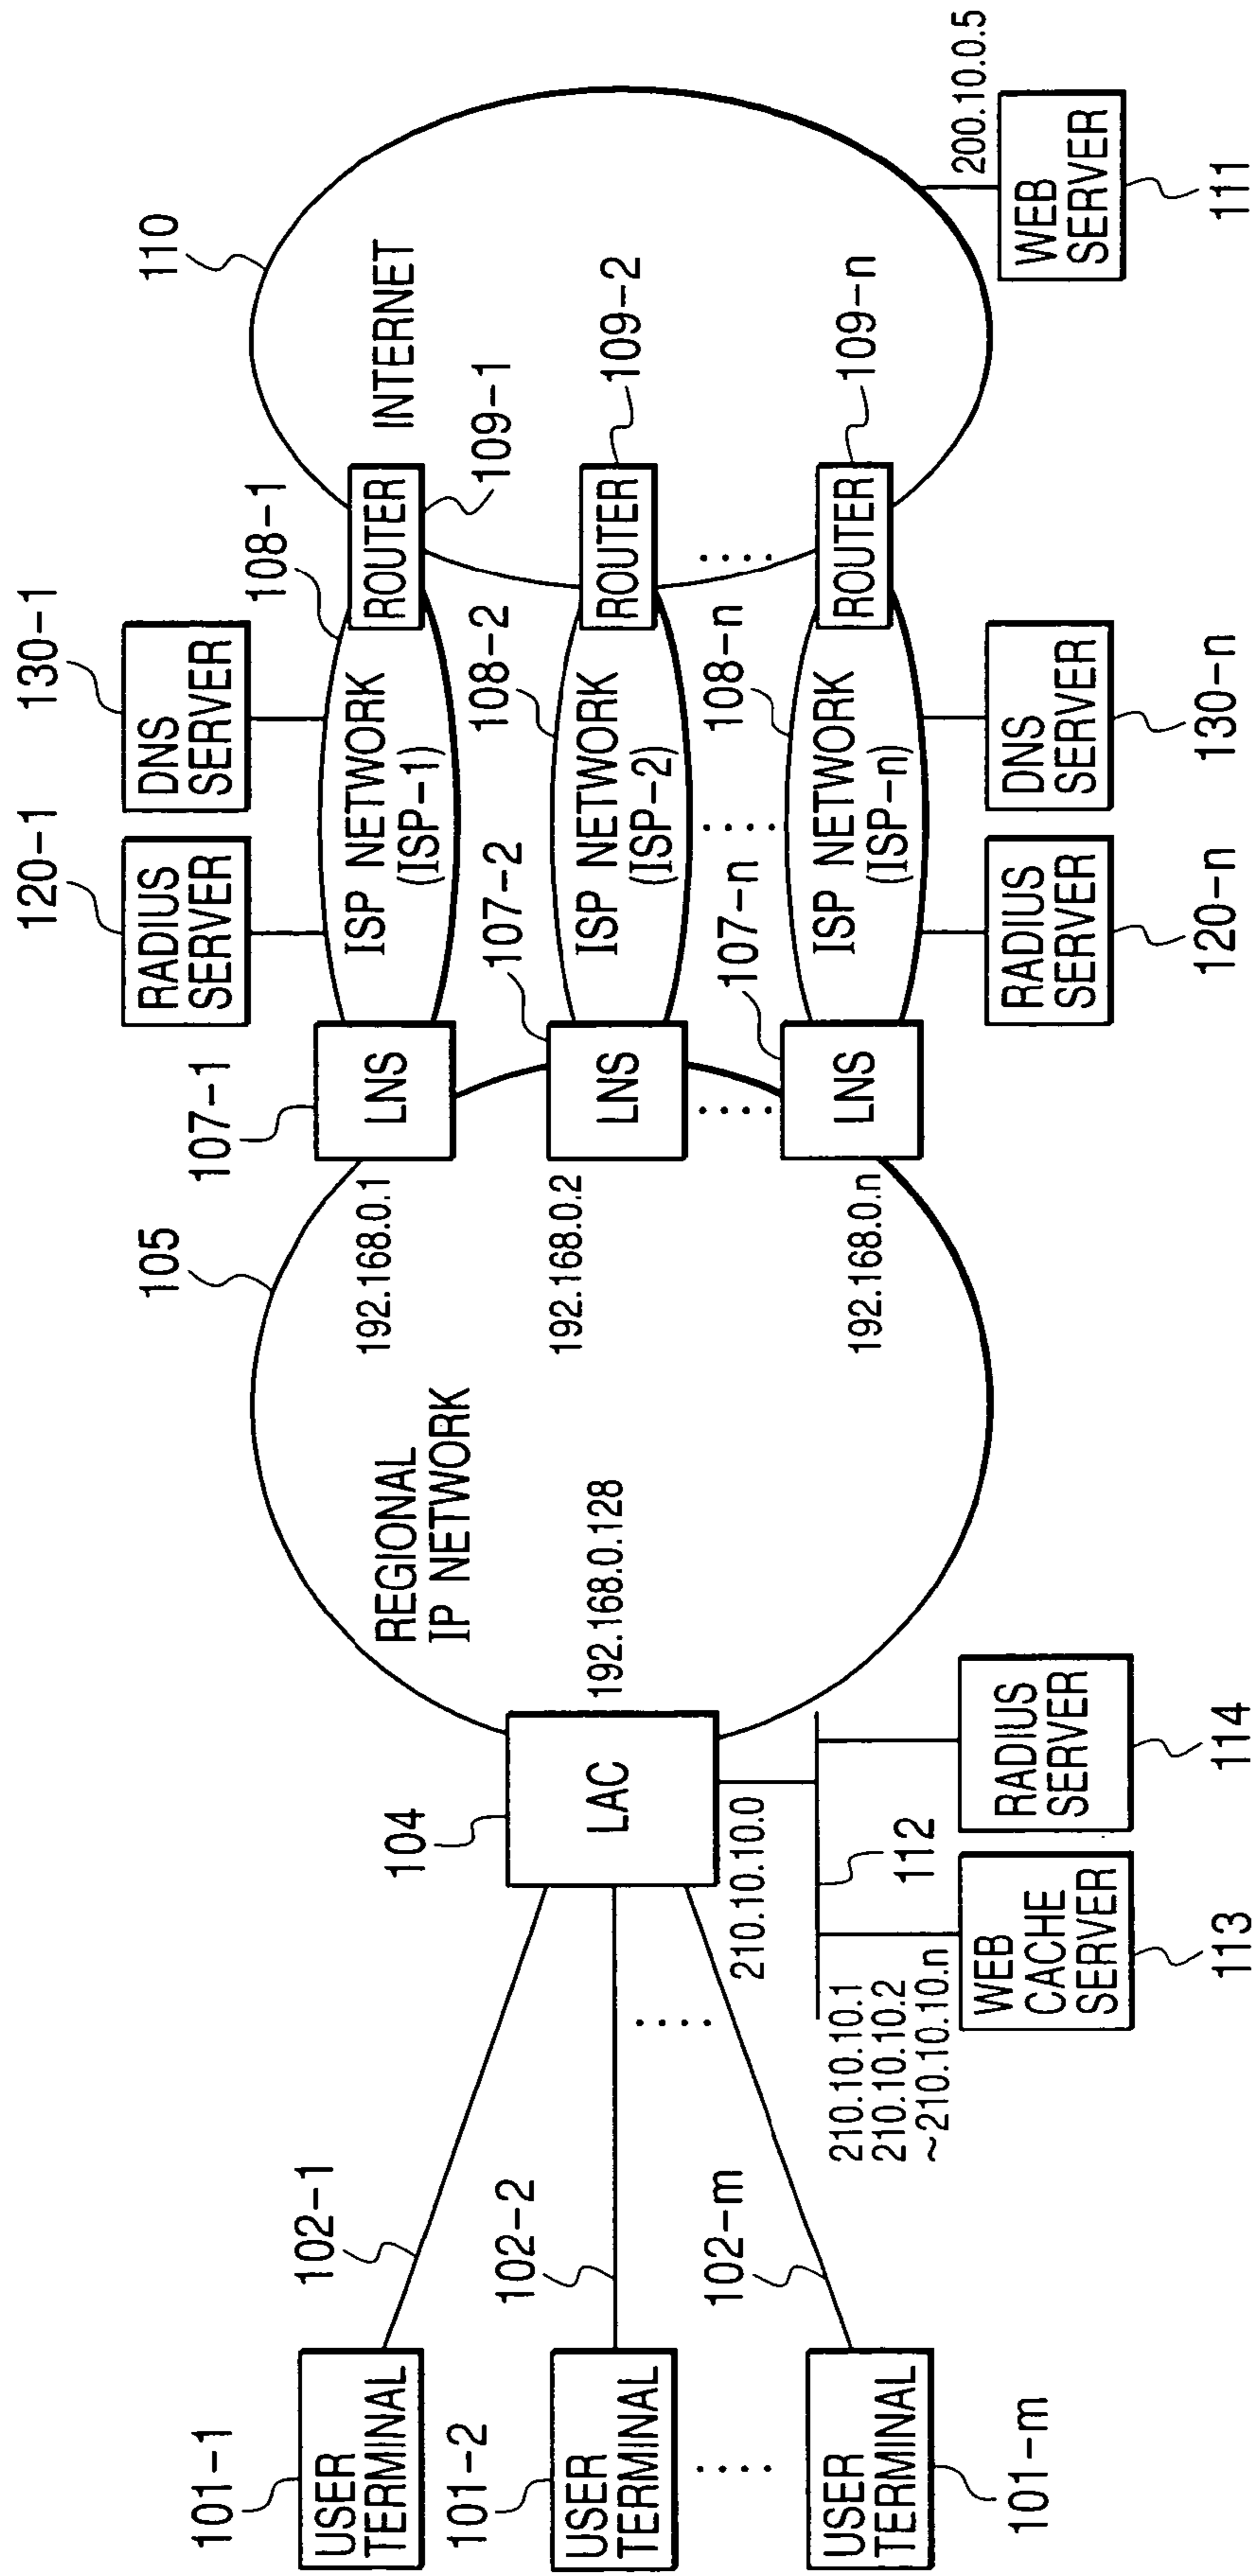 101-1
USER
TERMINAL
101-2
USER
TERMINAL
....
USER
TERMINAL
101-m
102-1
102-2
102-m
....
104
LAC
192.168.0.128
210.10.10.0
112
210.10.10.1
210.10.10.2
~210.10.10.n
WEB
CACHE
SERVER
113
RADIUS
SERVER
114
REGIONAL
IP NETWORK
105
192.168.0.1
192.168.0.2
192.168.0.n
107-1
LNS
107-2
LNS
....
107-n
LNS
120-1
RADIUS
SERVER
130-1
DNS
SERVER
108-1
ISP NETWORK
(ISP-1)
108-2
ISP NETWORK
(ISP-2)
....
108-n
ISP NETWORK
(ISP-n)
RADIUS
SERVER
120-n
DNS
SERVER
130-n
ROUTER
109-1
ROUTER
109-2
....
ROUTER
109-n
110
INTERNET
200.10.0.5
WEB
SERVER
111